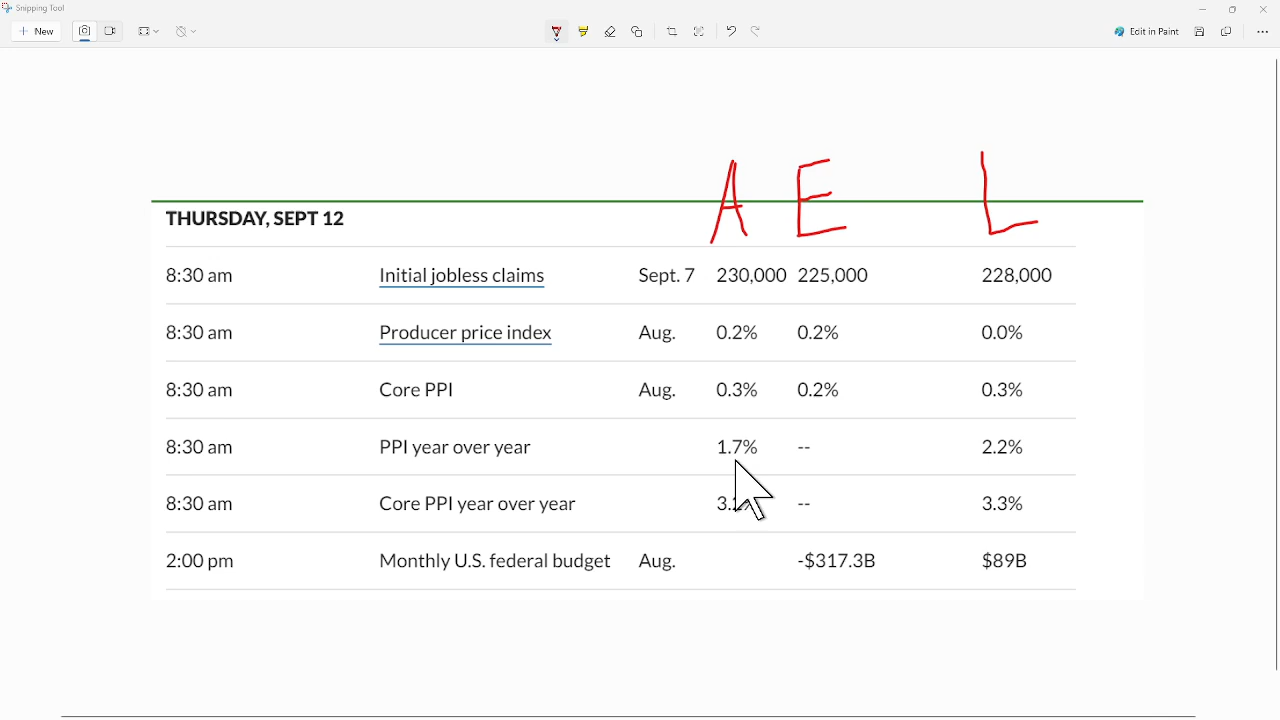 Snipping Tool
New
Edit in Paint
A E L
THURSDAY, SEPT 12
8:30 am Initial jobless claims Sept. 7 230,000 225,000 228,000
8:30 am Producer price index Aug. 0.2% 0.2% 0.0%
8:30 am Core PPI Aug. 0.3% 0.2% 0.3%
8:30 am PPI year over year 1.7% -- 2.2%
8:30 am Core PPI year over year -- 3.3%
2:00 pm Monthly U.S. federal budget Aug. -$317.3B $89B